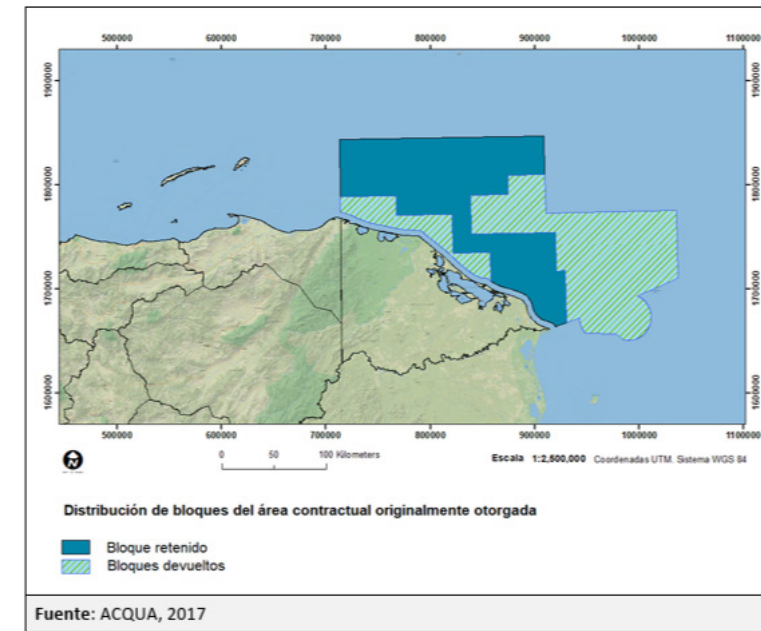 500000 600000 700000 800000 900000 1000000 1100000
1900000 1900000
1800000 1800000
1700000 1700000
1600000 1600000
500000 600000 700000 800000 900000 1000000 1100000
N
0 50 100 Kilometers
Escala 1:2,500,000 Coordenadas UTM. Sistema WGS 84
Distribución de bloques del área contractual originalmente otorgada
Bloque retenido
Bloques devueltos
Fuente: ACQUA, 2017